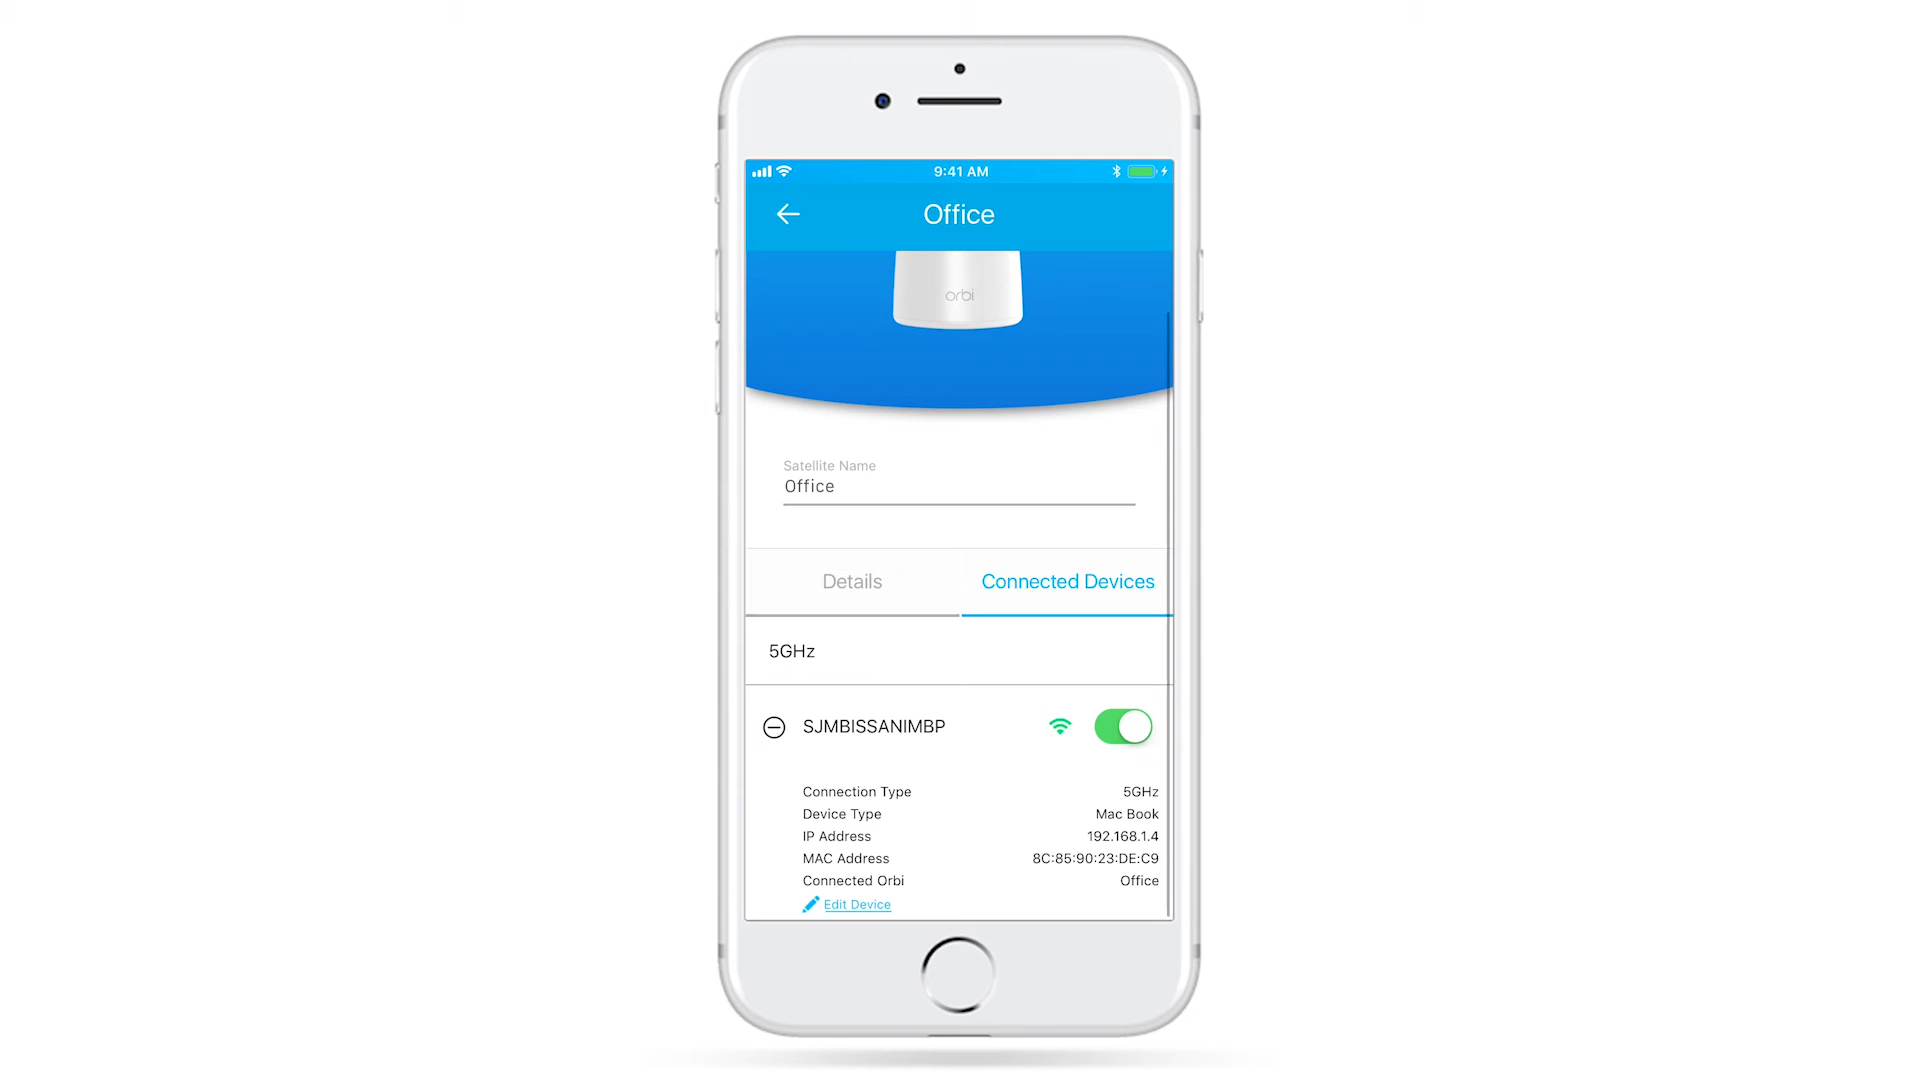 9:41 AM
Office
orbi
Satellite Name
Office
Details Connected Devices
5GHz
SJMBISSANIMBP
Connection Type 5GHz
Device Type Mac Book
IP Address 192.168.1.4
MAC Address 8C:85:90:23:DE:C9
Connected Orbi Office
Edit Device